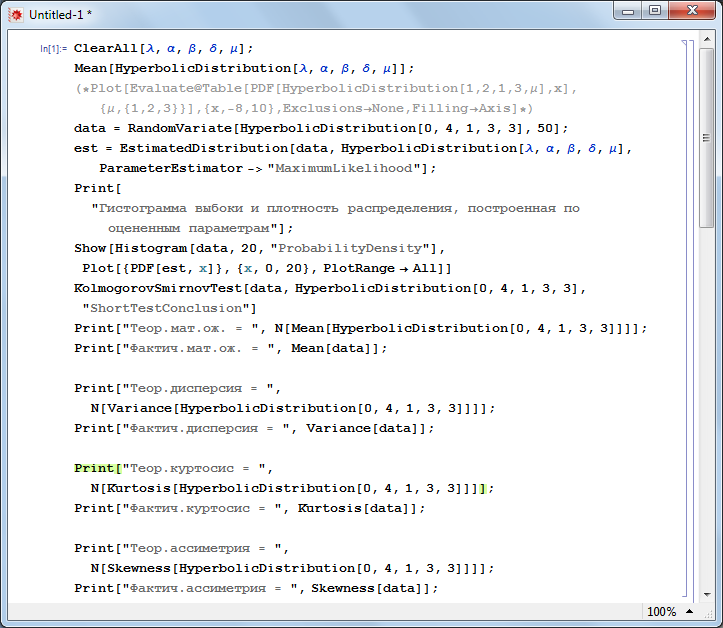 Untitled-1 *
In[1]:= ClearAll[λ, α, β, δ, μ];
Mean[HyperbolicDistribution[λ, α, β, δ, μ]];
(*Plot[Evaluate@Table[PDF[HyperbolicDistribution[1,2,1,3,μ],x],
{μ,{1,2,3}}],{x,-8,10},Exclusions→None,Filling→Axis]*)
data = RandomVariate[HyperbolicDistribution[0, 4, 1, 3, 3], 50];
est = EstimatedDistribution[data, HyperbolicDistribution[λ, α, β, δ, μ],
ParameterEstimator -> "MaximumLikelihood"];
Print[
"Гистограмма выбоки и плотность распределения, построенная по
оцененным параметрам"];
Show[Histogram[data, 20, "ProbabilityDensity"],
Plot[{PDF[est, x]}, {x, 0, 20}, PlotRange → All]]
KolmogorovSmirnovTest[data, HyperbolicDistribution[0, 4, 1, 3, 3],
"ShortTestConclusion"]
Print["Теор.мат.ож. = ", N[Mean[HyperbolicDistribution[0, 4, 1, 3, 3]]]];
Print["Фактич.мат.ож. = ", Mean[data]];
Print["Теор.дисперсия = ",
N[Variance[HyperbolicDistribution[0, 4, 1, 3, 3]]]];
Print["Фактич.дисперсия = ", Variance[data]];
Print["Теор.куртосис = ",
N[Kurtosis[HyperbolicDistribution[0, 4, 1, 3, 3]]]];
Print["Фактич.куртосис = ", Kurtosis[data]];
Print["Теор.ассиметрия = ",
N[Skewness[HyperbolicDistribution[0, 4, 1, 3, 3]]]];
Print["Фактич.ассиметрия = ", Skewness[data]];
100%